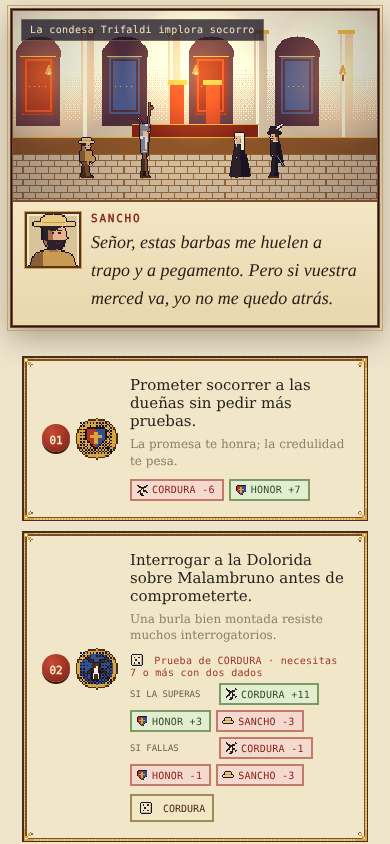 La condesa Trifaldi implora socorro
SANCHO
Señor, estas barbas me huelen a
trapo y a pegamento. Pero si vuestra
merced va, yo no me quedo atrás.
01
Prometer socorrer a las
dueñas sin pedir más
pruebas.
La promesa te honra; la credulidad
te pesa.
CORDURA -6
HONOR +7
02
Interrogar a la Dolorida
sobre Malambruno antes de
comprometerte.
Una burla bien montada resiste
muchos interrogatorios.
Prueba de CORDURA · necesitas
7 o más con dos dados
SI LA SUPERAS
CORDURA +11
HONOR +3
SANCHO -3
SI FALLAS
CORDURA -1
HONOR -1
SANCHO -3
CORDURA